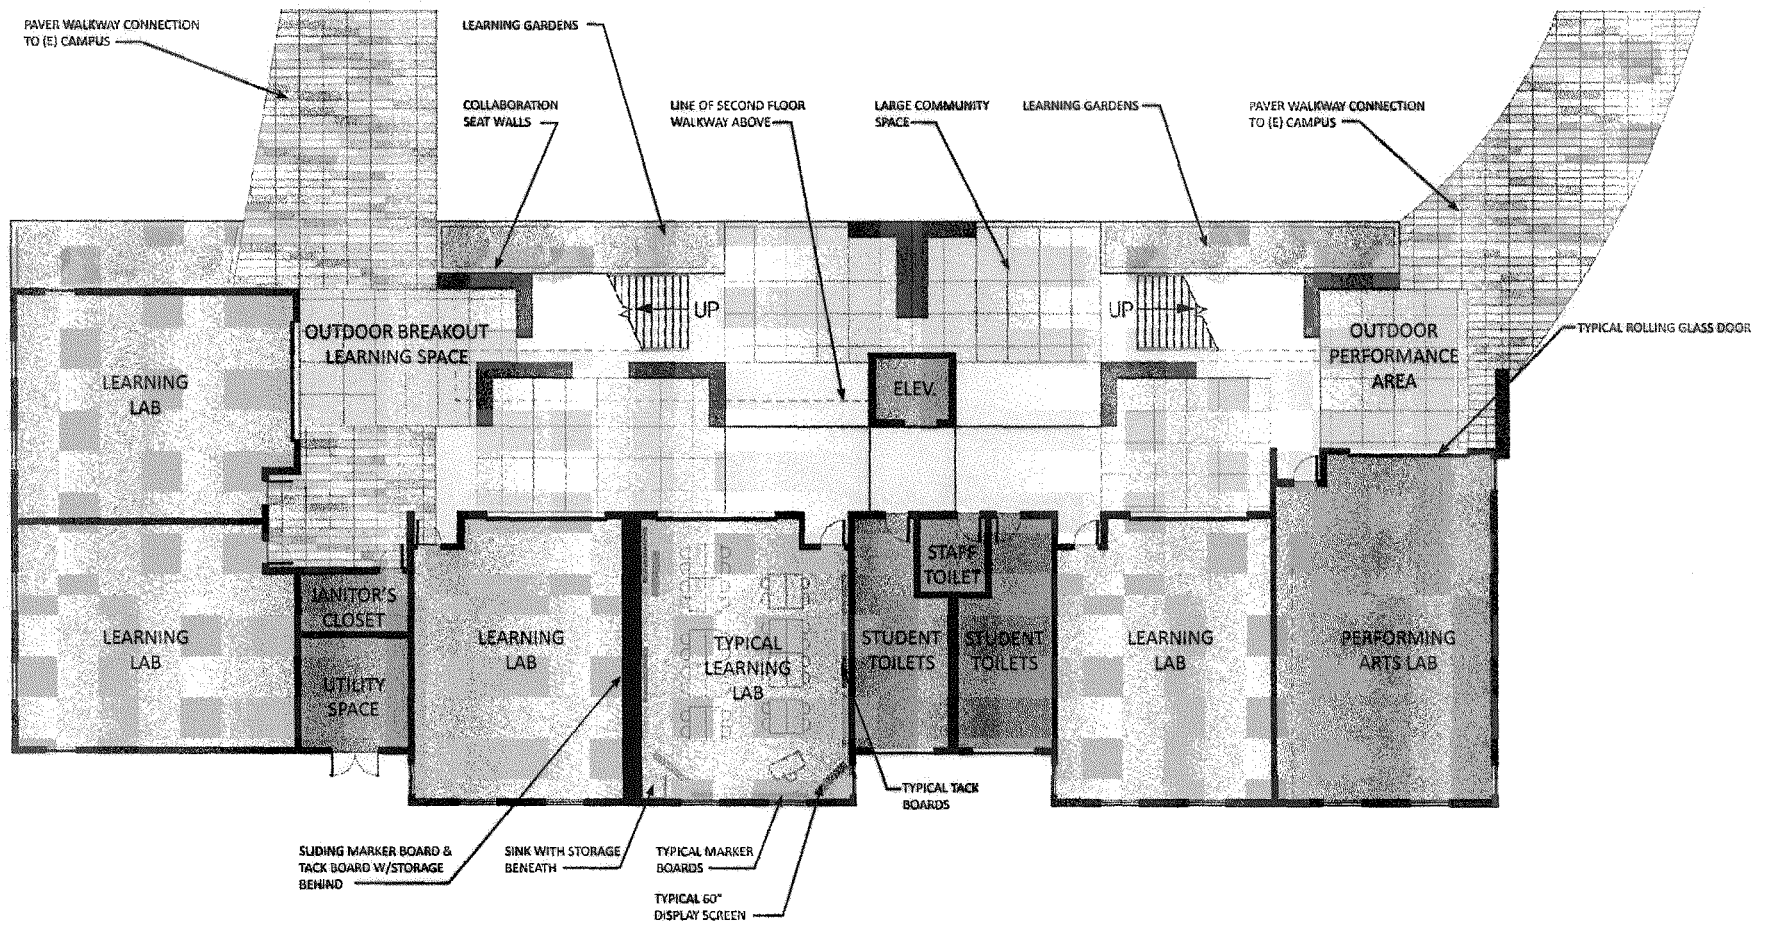 PAVER WALKWAY CONNECTION
TO (E) CAMPUS
LEARNING GARDENS
COLLABORATION
SEAT WALLS
LINE OF SECOND FLOOR
WALKWAY ABOVE
LARGE COMMUNITY
SPACE
LEARNING GARDENS
PAVER WALKWAY CONNECTION
TO (E) CAMPUS
UP
UP
OUTDOOR BREAKOUT
LEARNING SPACE
OUTDOOR
PERFORMANCE
AREA
TYPICAL ROLLING GLASS DOOR
LEARNING
LAB
ELEV.
STAFF
TOILET
JANITOR'S
CLOSET
LEARNING
LAB
LEARNING
LAB
TYPICAL
LEARNING
LAB
STUDENT
TOILETS
STUDENT
TOILETS
LEARNING
LAB
PERFORMING
ARTS LAB
UTILITY
SPACE
TYPICAL TACK
BOARDS
SLIDING MARKER BOARD &
TACK BOARD W/STORAGE
BEHIND
SINK WITH STORAGE
BENEATH
TYPICAL MARKER
BOARDS
TYPICAL 60"
DISPLAY SCREEN